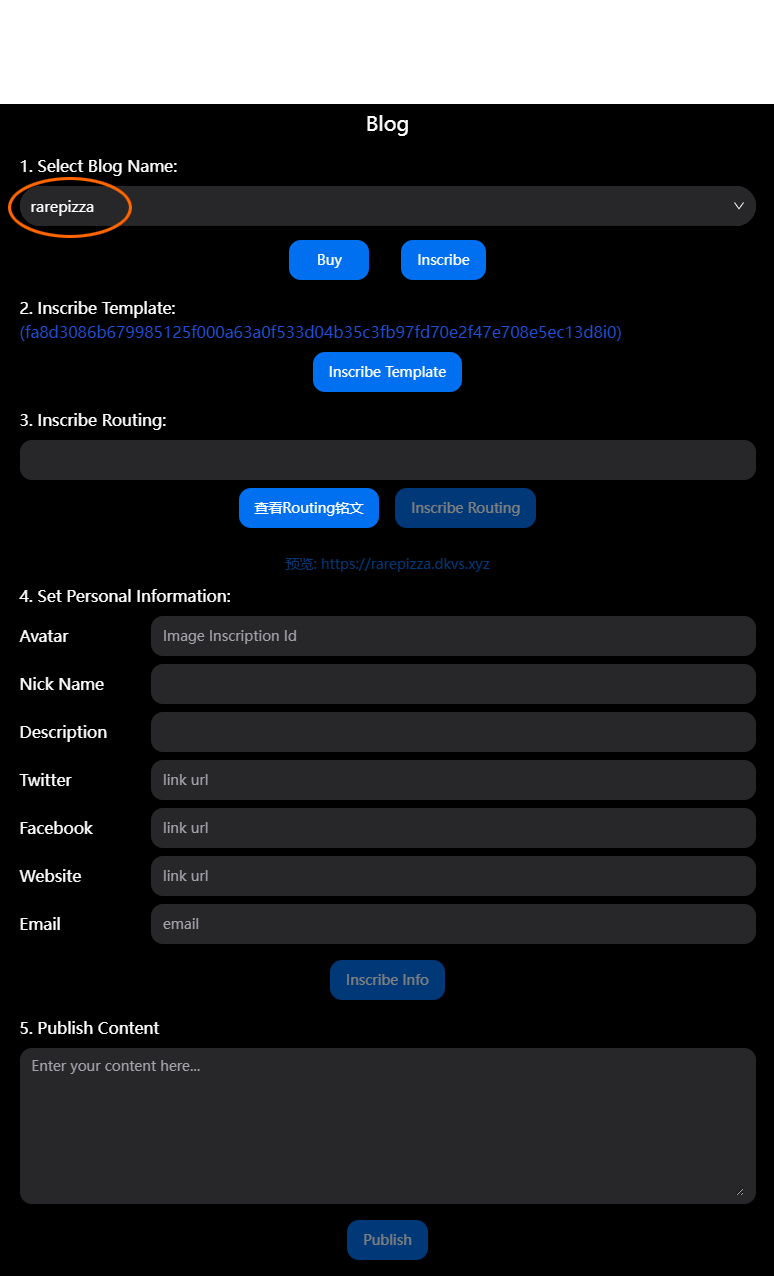 Blog
1. Select Blog Name:
rarepizza
Buy Inscribe
2. Inscribe Template:
(fa8d3086b679985125f000a63a0f533d04b35c3fb97fd70e2f47e708e5ec13d8i0)
Inscribe Template
3. Inscribe Routing:
查看Routing铭文 Inscribe Routing
预览: https://rarepizza.dkvs.xyz
4. Set Personal Information:
Avatar Image Inscription Id
Nick Name
Description
Twitter link url
Facebook link url
Website link url
Email email
Inscribe Info
5. Publish Content
Enter your content here...
Publish